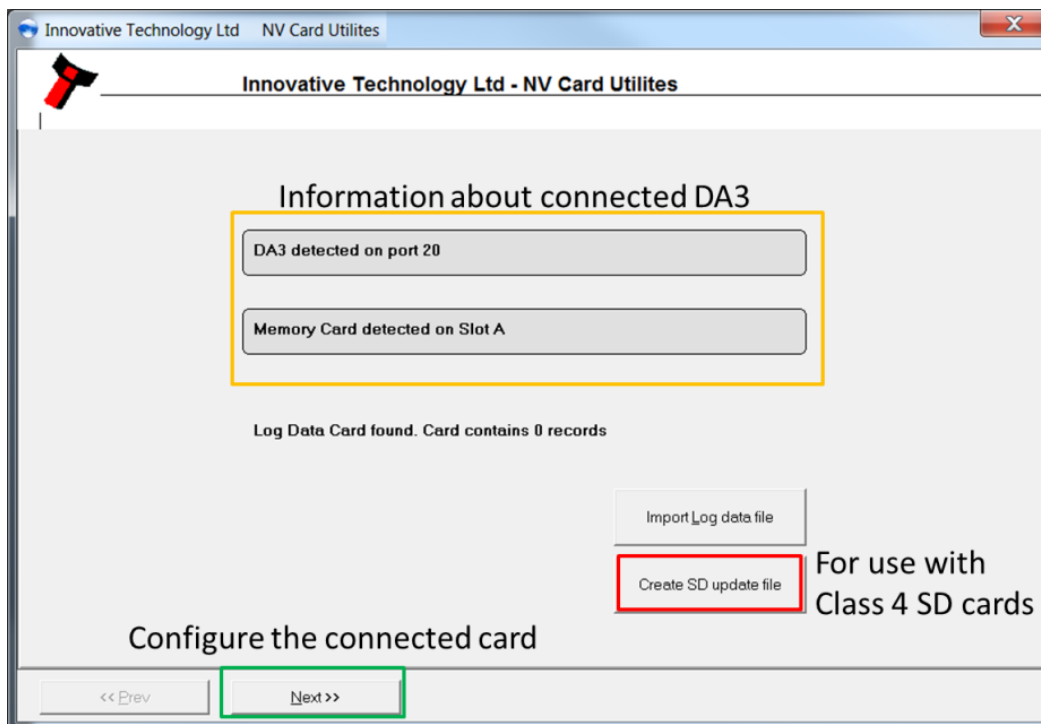 Innovative Technology Ltd NV Card Utilites
X
Innovative Technology Ltd - NV Card Utilites
Information about connected DA3
DA3 detected on port 20
Memory Card detected on Slot A
Log Data Card found. Card contains 0 records
Import Log data file
Create SD update file
For use with
Class 4 SD cards
Configure the connected card
<< Prev
Next >>